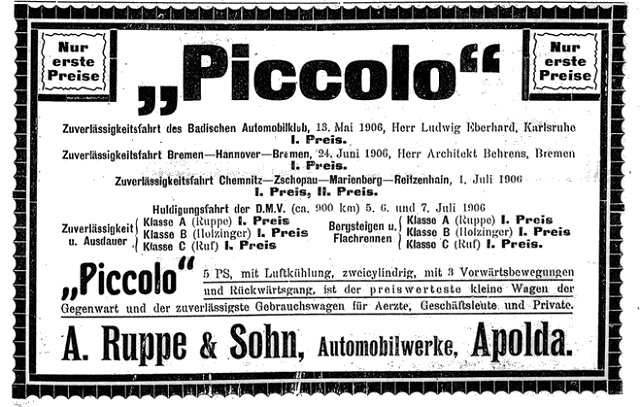 Nur
erste
Preise
„Piccolo“
Nur
erste
Preise
Zuverlässigkeitsfahrt des Badischen Automobilklub, 13. Mai 1906, Herr Ludwig Eberhard, Karlsruhe
I. Preis.
Zuverlässigkeitsfahrt Bremen—Hannover—Bremen, 24. Juni 1906, Herr Architekt Behrens, Bremen
I. Preis.
Zuverlässigkeitsfahrt Chemnitz—Zschopau—Marienberg—Reitzenhain, 1. Juli 1906
I. Preis, II. Preis.
Huldigungsfahrt der D.M.V. (ca. 900 km) 5. 6. und 7. Juli 1906
Zuverlässigkeit
u. Ausdauer
Klasse A (Ruppe) I. Preis
Klasse B (Holzinger) I. Preis
Klasse C (Ruf) I. Preis
Bergsteigen u.
Flachrennen
Klasse A (Ruppe) I. Preis
Klasse B (Holzinger) I. Preis
Klasse C (Ruf) I. Preis.
„Piccolo“ 5 PS, mit Luftkühlung, zweicylindrig, mit 3 Vorwärtsbewegungen
und Rückwärtsgang, ist der preiswerteste kleine Wagen der
Gegenwart und der zuverlässigste Gebrauchswagen für Aerzte, Geschäftsleute und Private.
A. Ruppe & Sohn, Automobilwerke, Apolda.